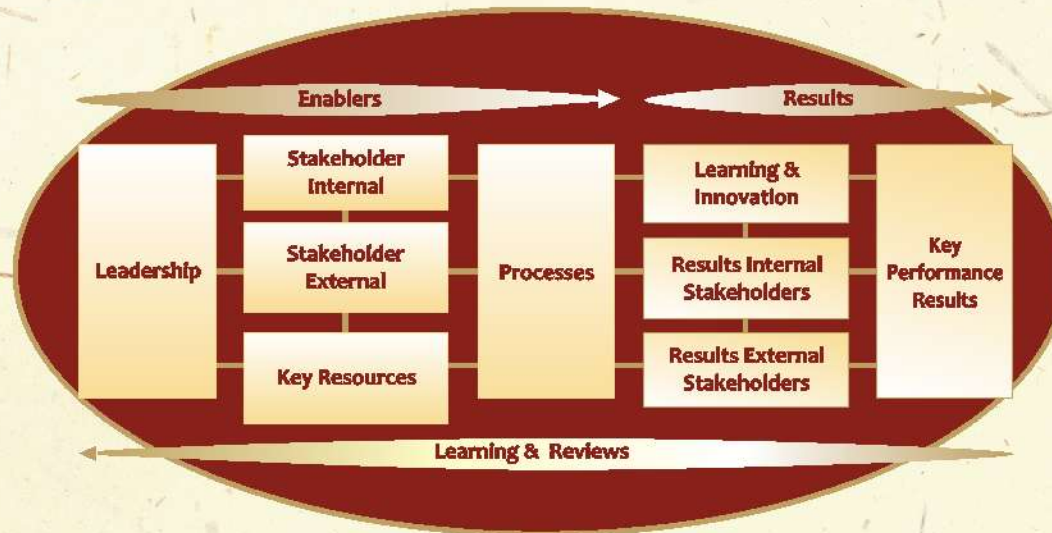 Enablers
Results
Leadership
Stakeholder
Internal
Stakeholder
External
Key Resources
Processes
Learning &
Innovation
Results Internal
Stakeholders
Results External
Stakeholders
Key
Performance
Results
Learning & Reviews